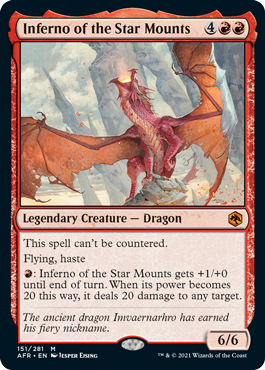 Inferno of the Star Mounts 4
Legendary Creature — Dragon
This spell can't be countered.
Flying, haste
: Inferno of the Star Mounts gets +1/+0
until end of turn. When its power becomes
20 this way, it deals 20 damage to any target.
The ancient dragon Imvaernarhro has earned
his fiery nickname.
6/6
151/281 M
AFR • EN Jesper Ejsing
™ & © 2021 Wizards of the Coast